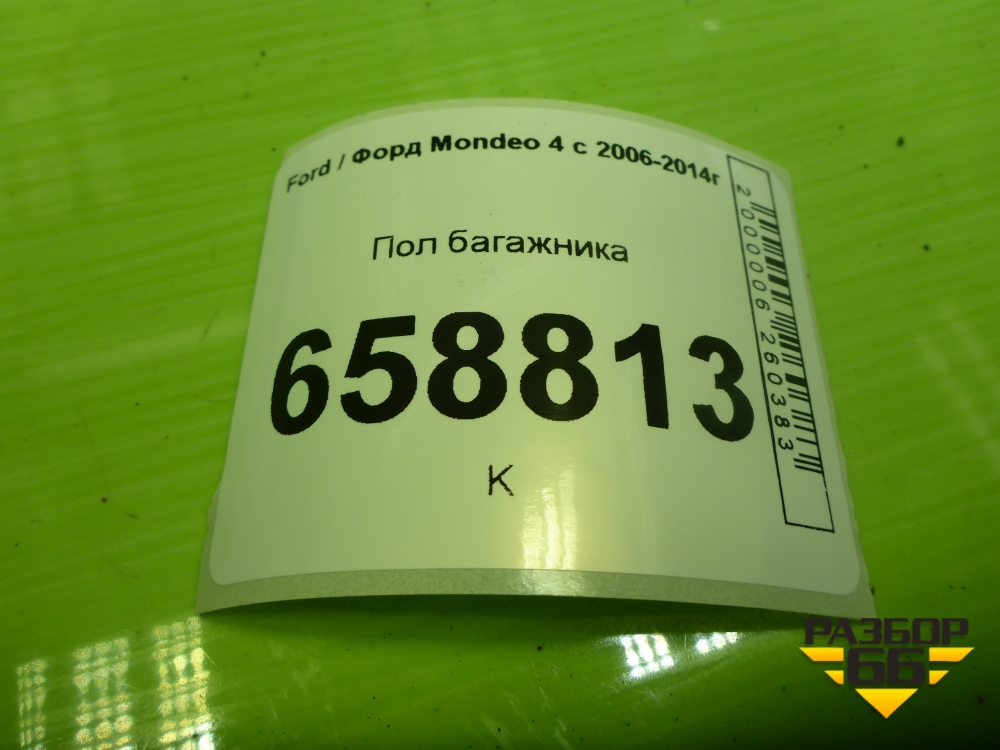 Ford / Форд Mondeo 4 с 2006-2014г
Пол багажника
658813
К
2000006260383
РАЗБОР
66